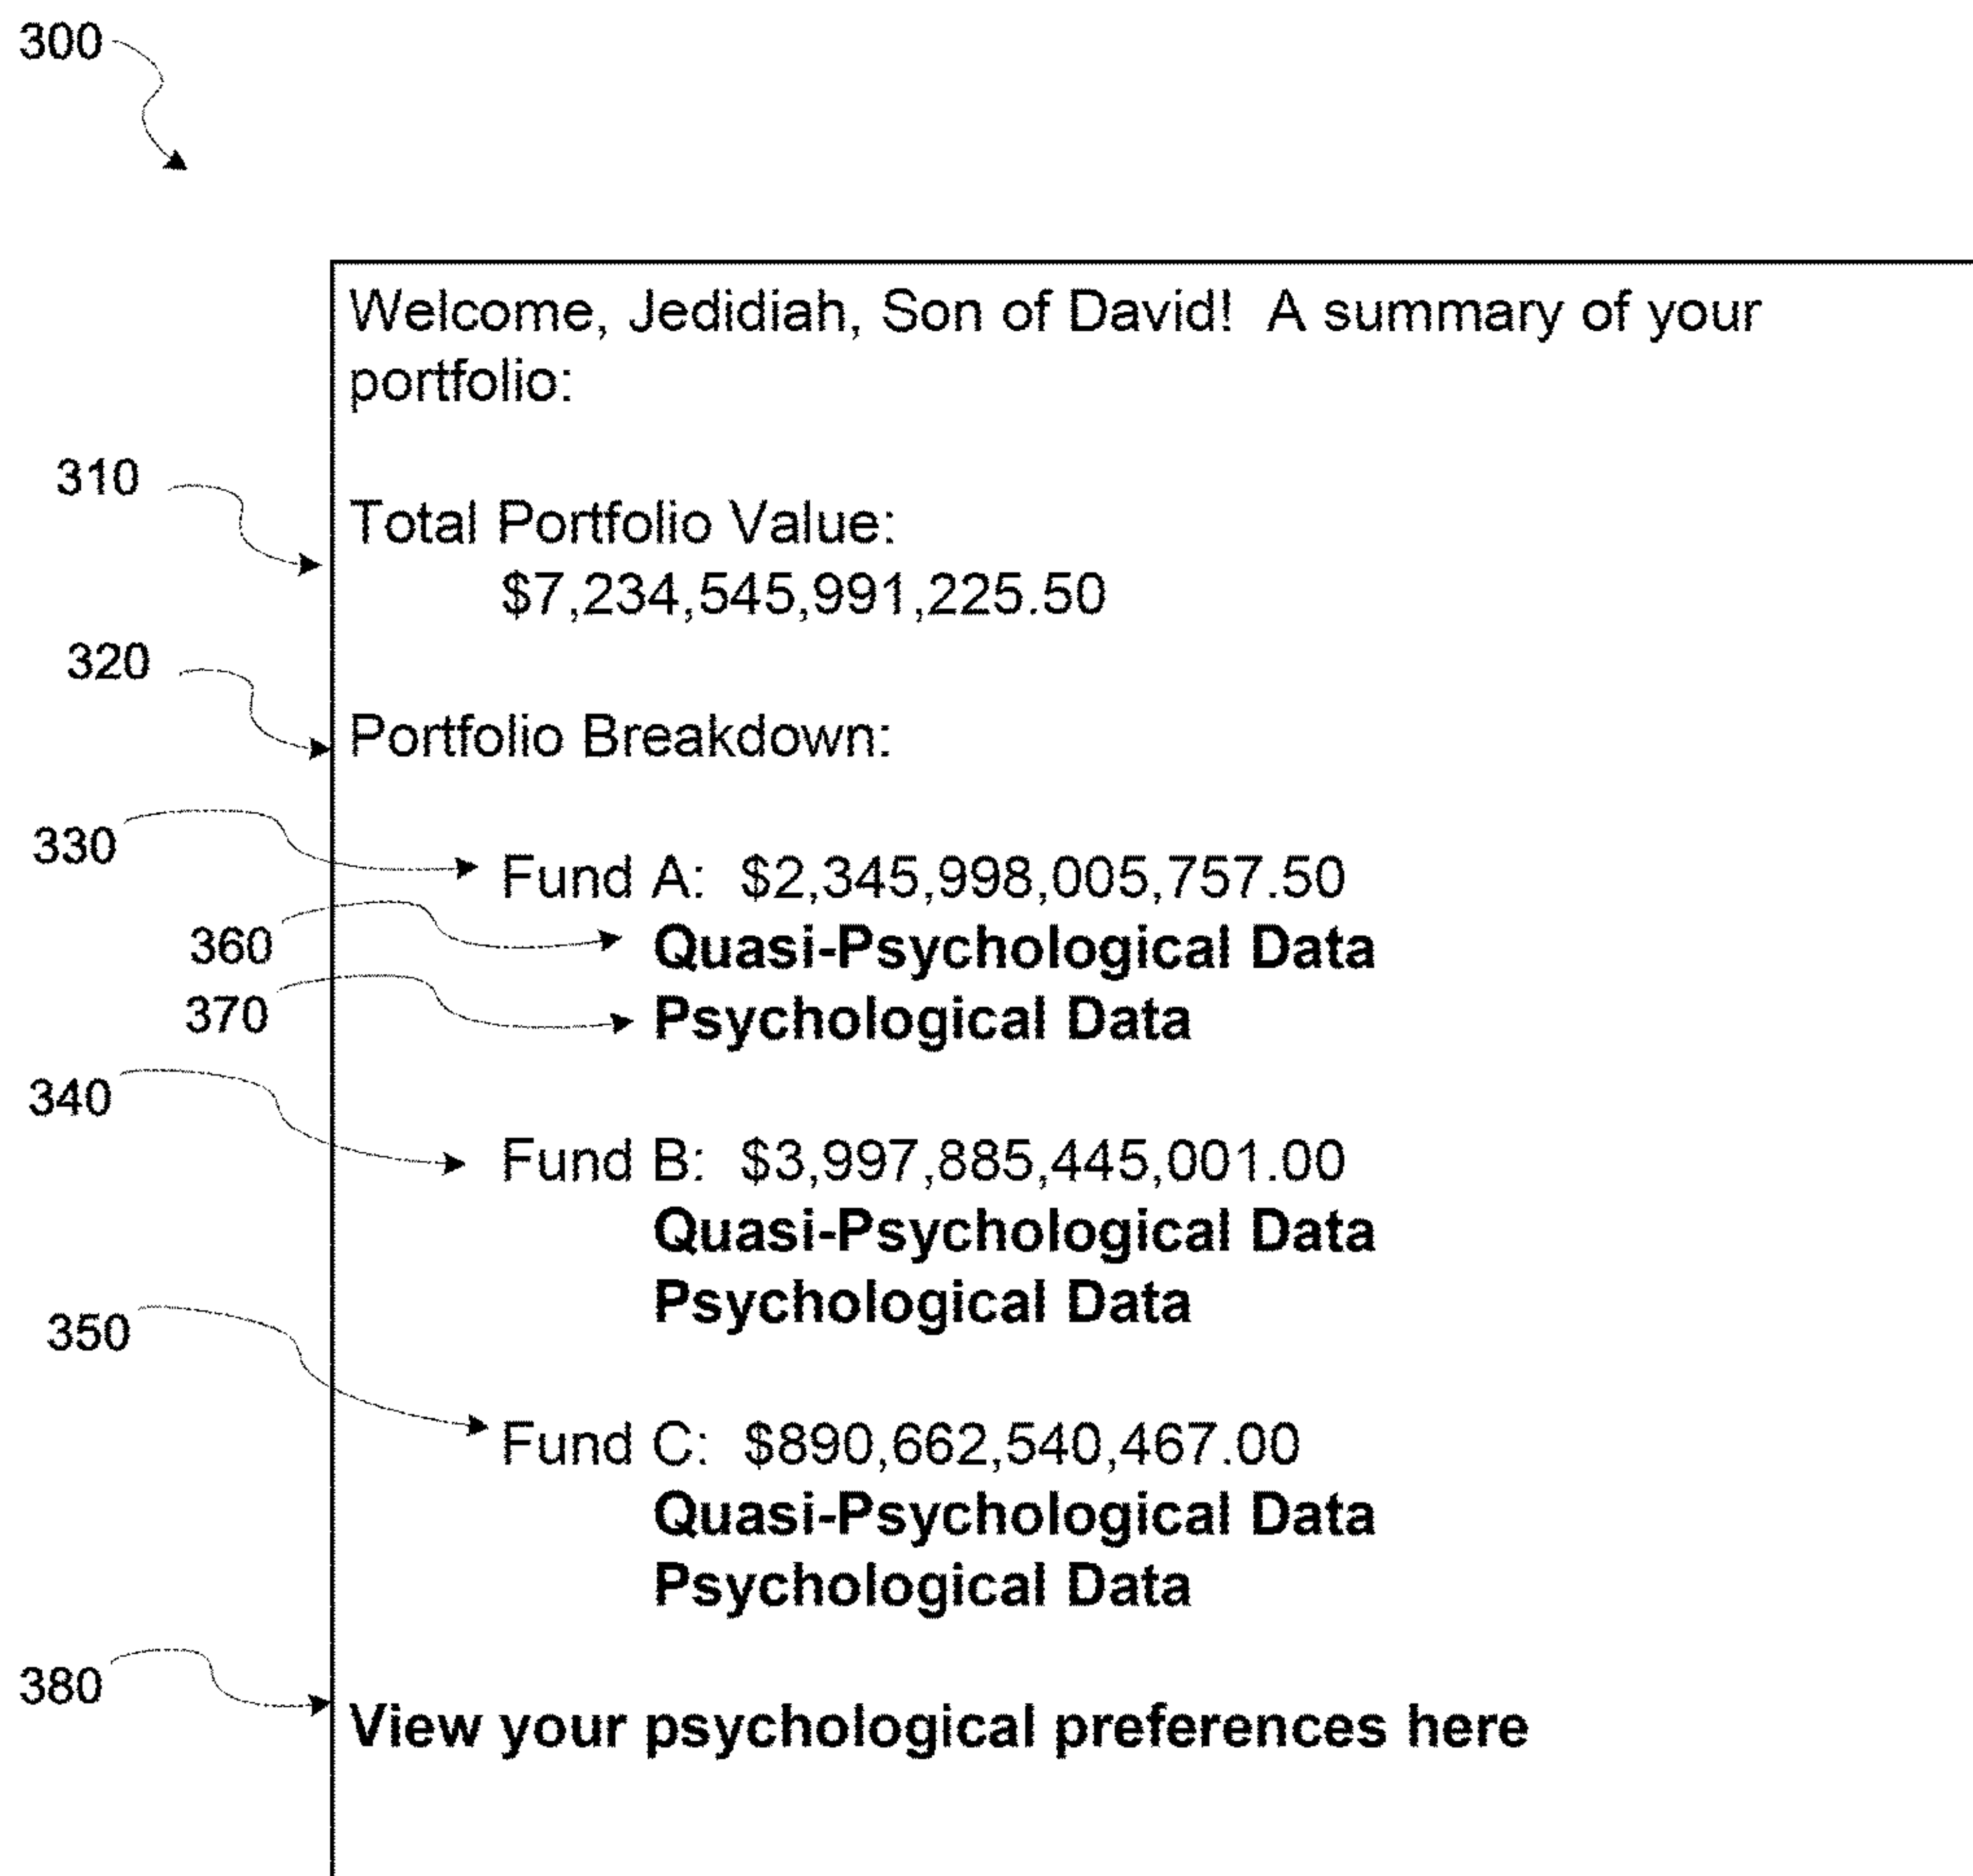 300
Welcome, Jedidiah, Son of David! A summary of your
portfolio:
310
Total Portfolio Value:
$7,234,545,991,225.50
320
Portfolio Breakdown:
330
Fund A: $2,345,998,005,757.50
360
Quasi-Psychological Data
370
Psychological Data
340
Fund B: $3,997,885,445,001.00
Quasi-Psychological Data
Psychological Data
350
Fund C: $890,662,540,467.00
Quasi-Psychological Data
Psychological Data
380
View your psychological preferences here